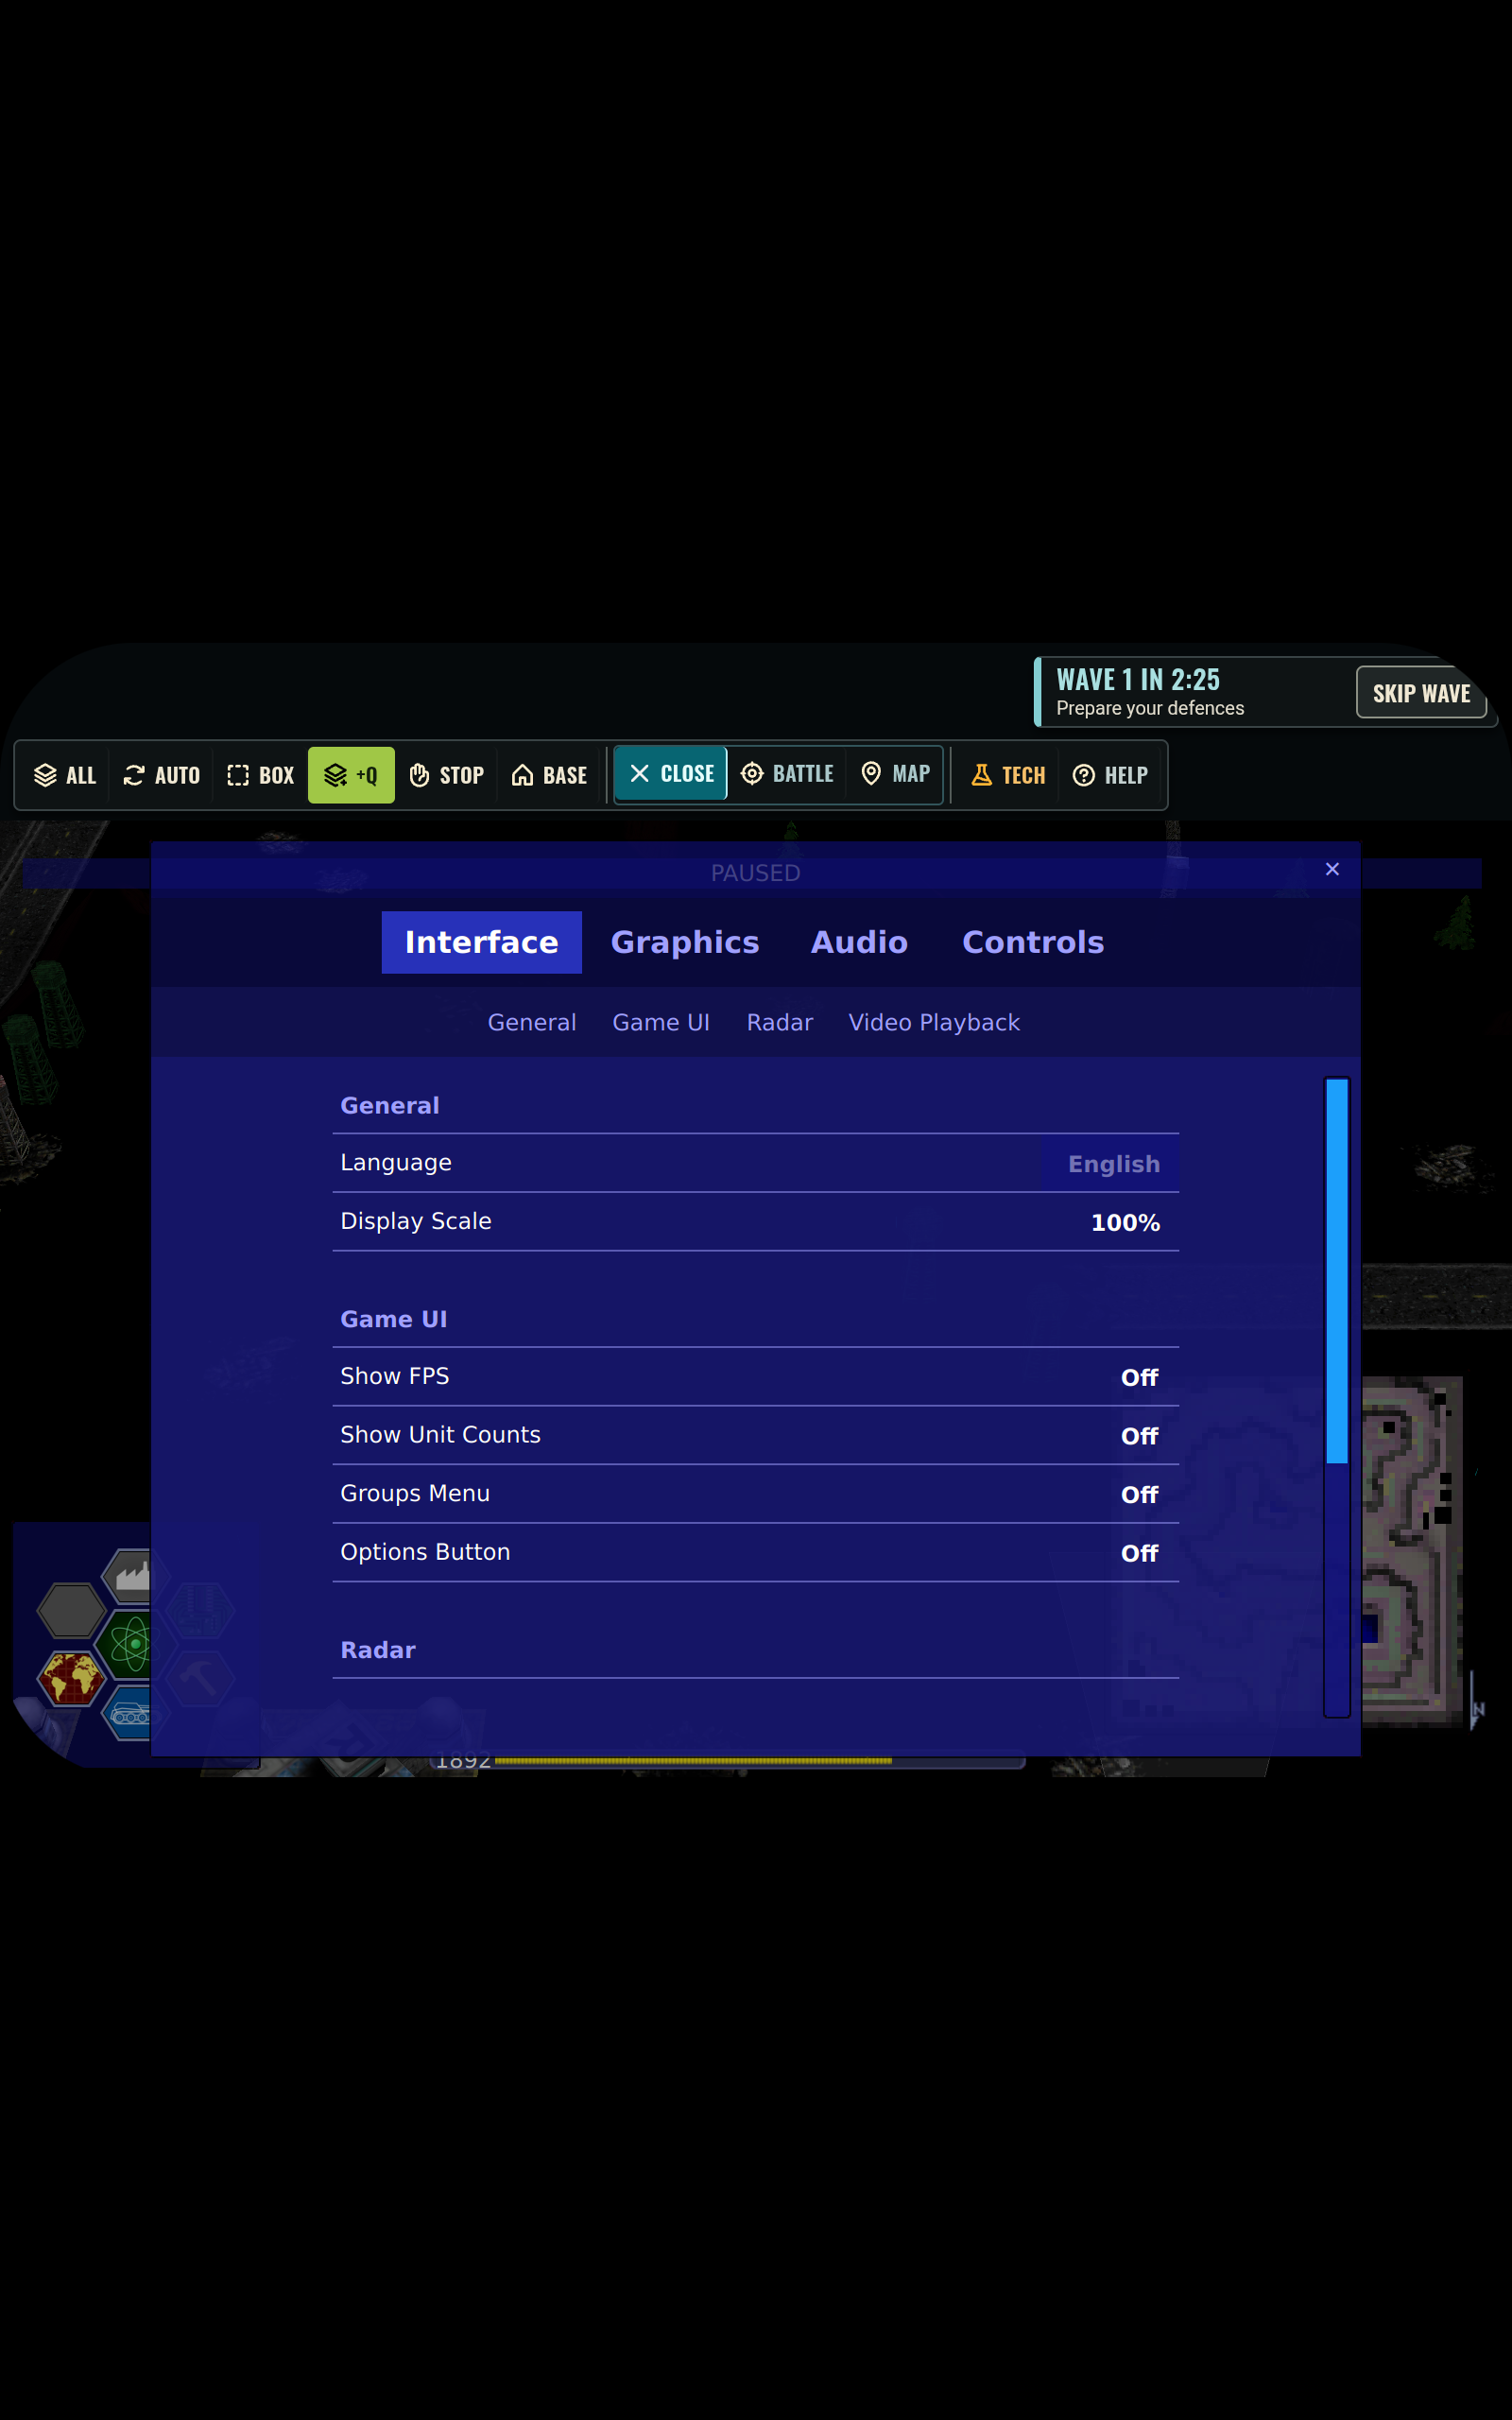 WAVE 1 IN 2:25
Prepare your defences
SKIP WAVE
ALL AUTO BOX +Q STOP BASE CLOSE BATTLE MAP TECH HELP
PAUSED ×
Interface Graphics Audio Controls
General Game UI Radar Video Playback
General
Language English
Display Scale 100%
Game UI
Show FPS Off
Show Unit Counts Off
Groups Menu Off
Options Button Off
Radar
N
1892